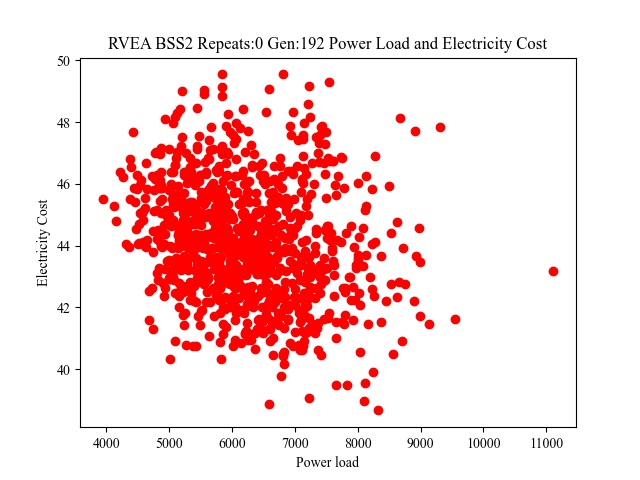 RVEA BSS2 Repeats:0 Gen:192 Power Load and Electricity Cost
50
48
46
44
42
40
Electricity Cost
4000 5000 6000 7000 8000 9000 10000 11000
Power load